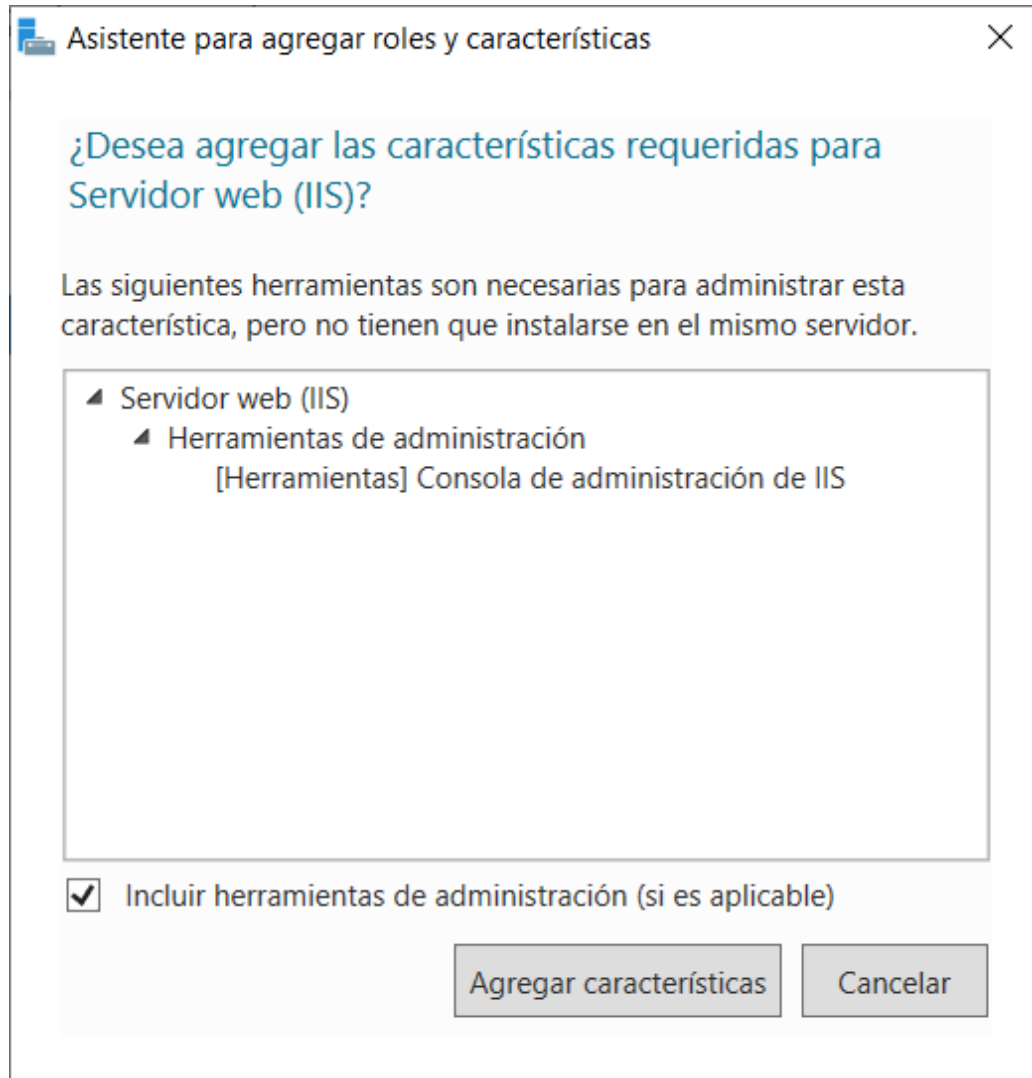 Asistente para agregar roles y características
¿Desea agregar las características requeridas para
Servidor web (IIS)?
Las siguientes herramientas son necesarias para administrar esta
característica, pero no tienen que instalarse en el mismo servidor.
Servidor web (IIS)
Herramientas de administración
[Herramientas] Consola de administración de IIS
Incluir herramientas de administración (si es aplicable)
Agregar características
Cancelar